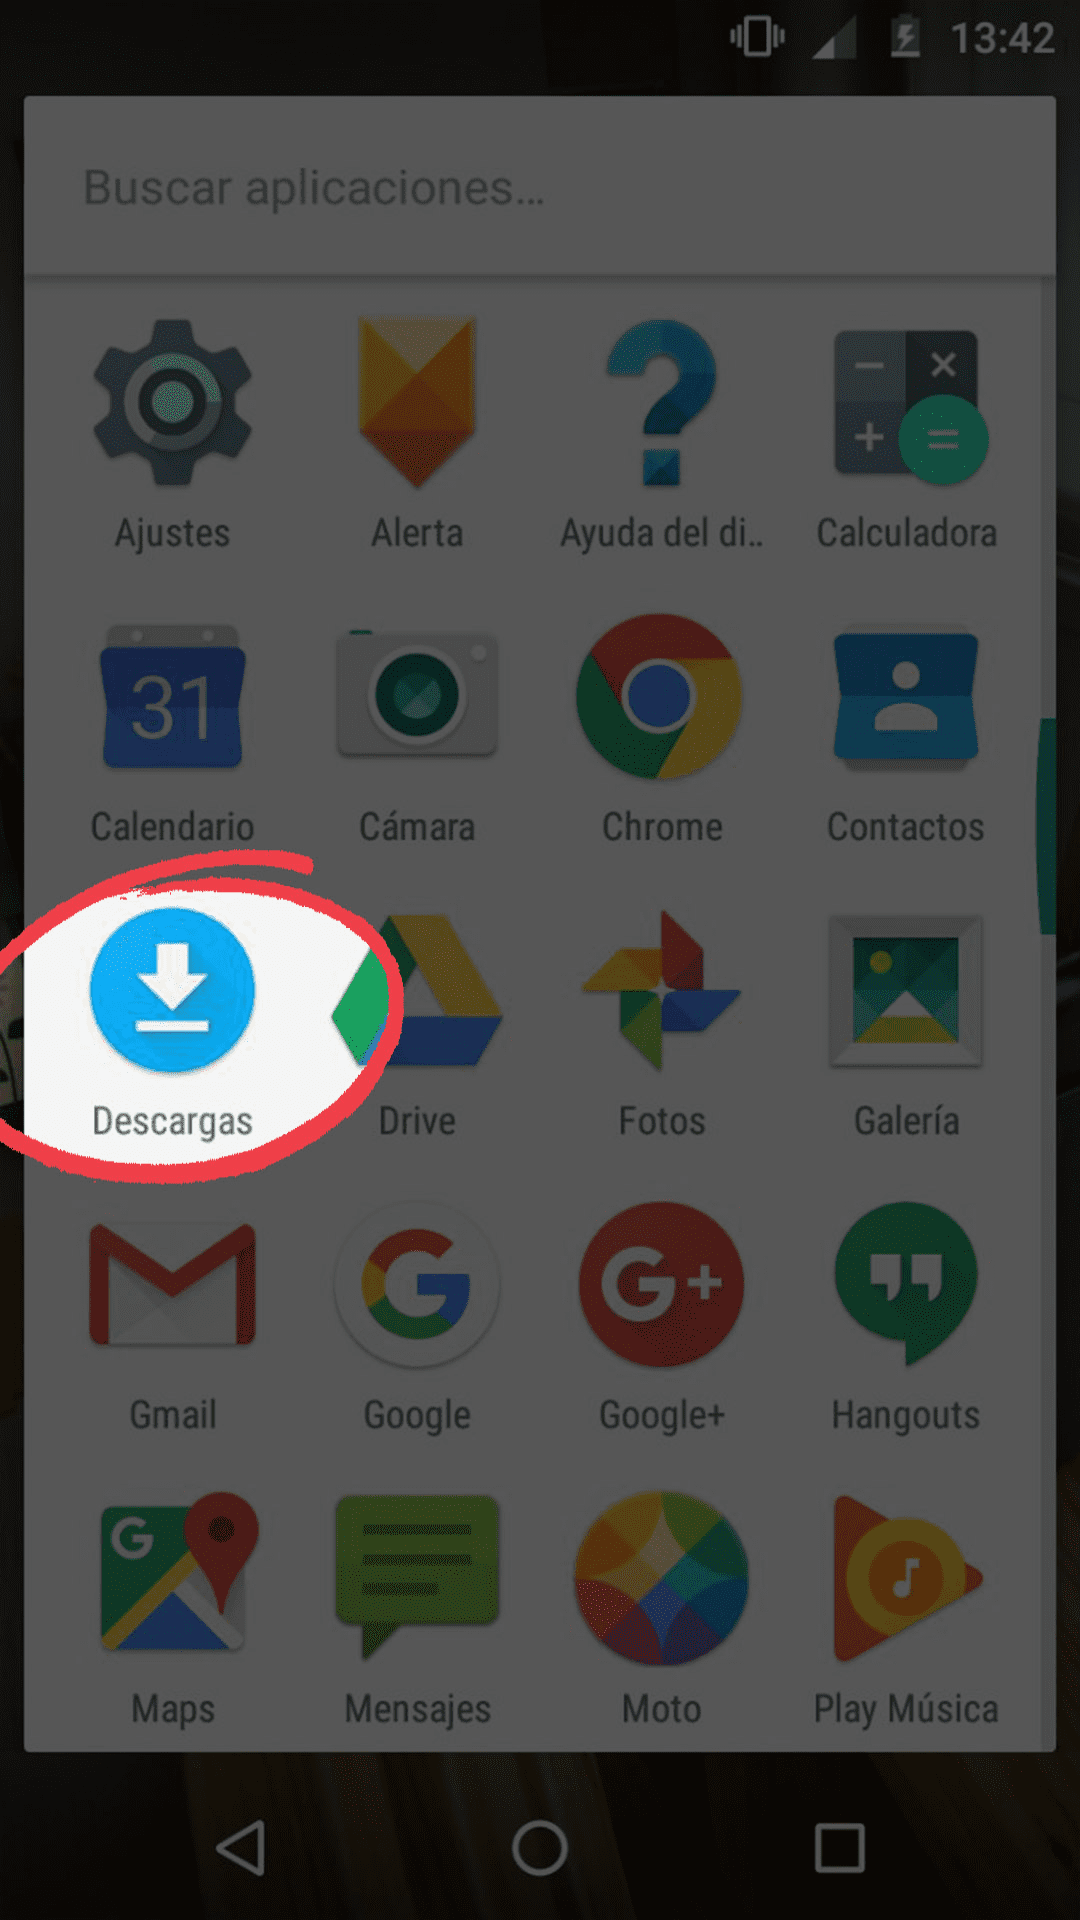 13:42
Buscar aplicaciones...
Ajustes
Alerta
Ayuda del di..
Calculadora
31
Calendario
Cámara
Chrome
Contactos
Descargas
Drive
Fotos
Galería
G+
Gmail
Google
Google+
Hangouts
G
Maps
Mensajes
Moto
Play Música